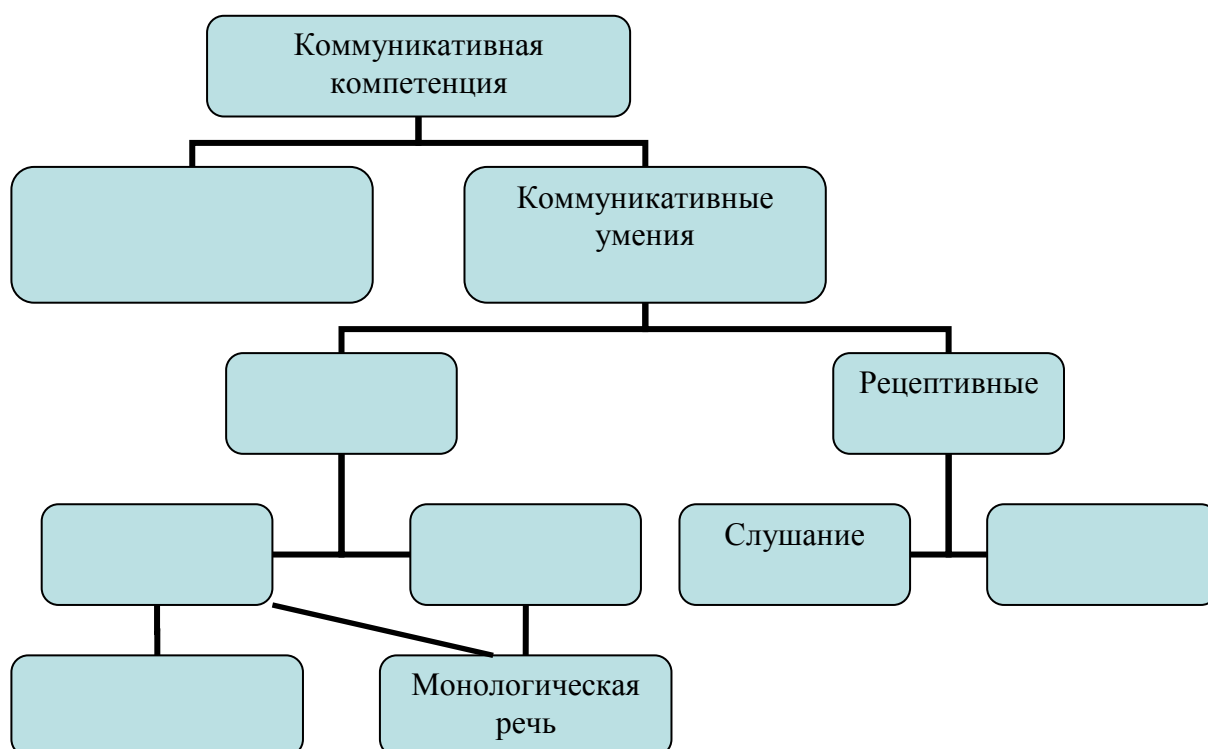 Коммуникативная
компетенция
Коммуникативные
умения
Рецептивные
Слушание
Монологическая
речь